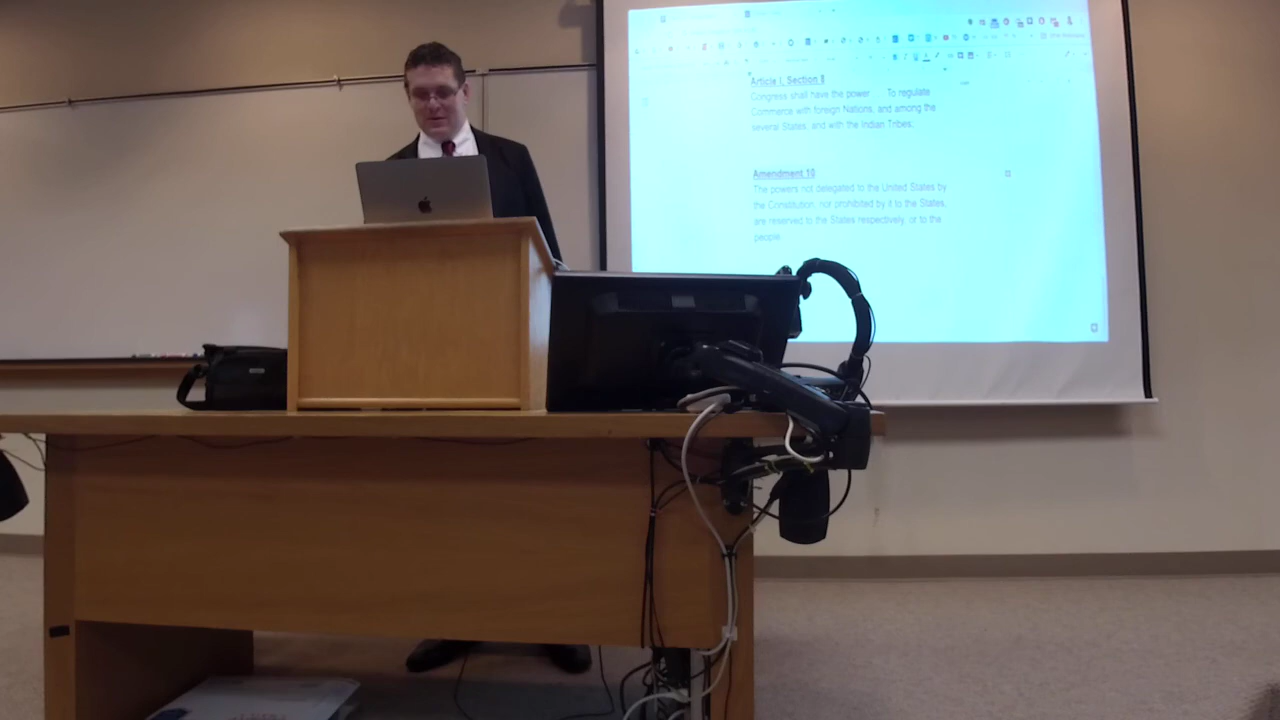 Article I, Section 8
Congress shall have the power To regulate
Commerce with foreign Nations, and among the
several States, and with the Indian Tribes;
Amendment 10
The powers not delegated to the United States by
the Constitution, nor prohibited by it to the States,
are reserved to the States respectively, or to the
people.